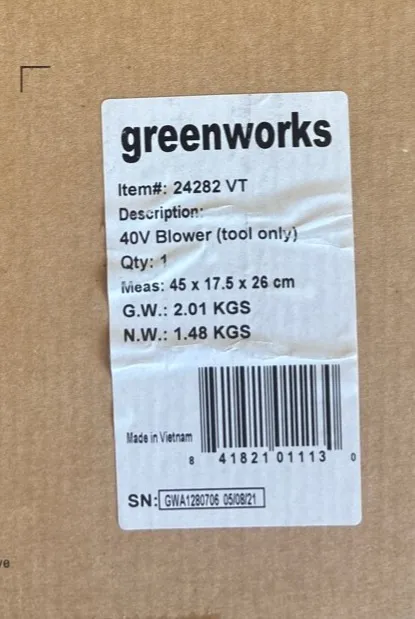 greenworks
Item#: 24282 VT
Description:
40V Blower (tool only)
Qty: 1
Meas: 45 x 17.5 x 26 cm
G.W.: 2.01 KGS
N.W.: 1.48 KGS
Made in Vietnam
8 41821 01113 0
SN: GWA1280706 05/08/21